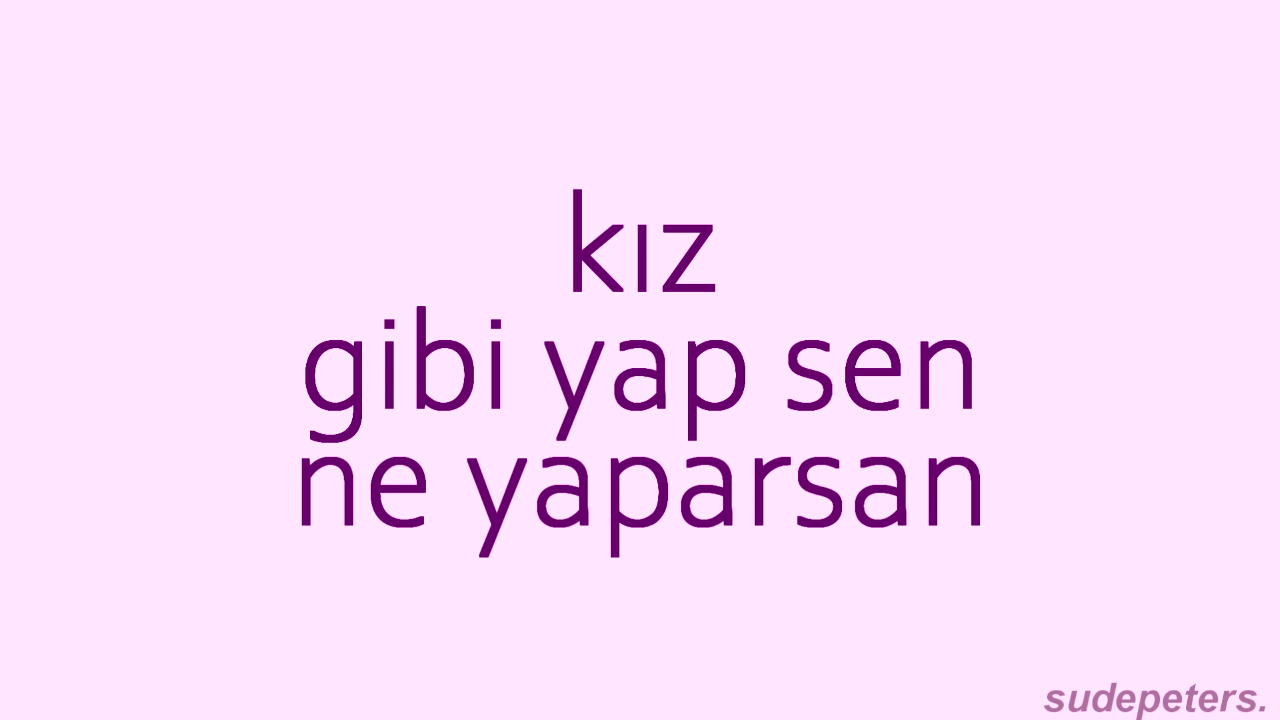 kız
gibi yap sen
ne yaparsan
sudepeters.